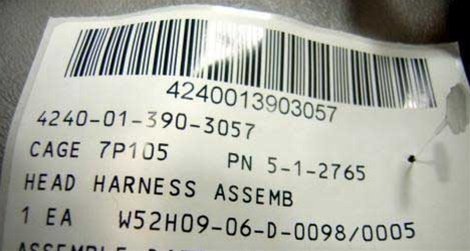 4240013903057
4240-01-390-3057
CAGE 7P105 PN 5-1-2765
HEAD HARNESS ASSEMB
1 EA W52H09-06-D-0098/0005